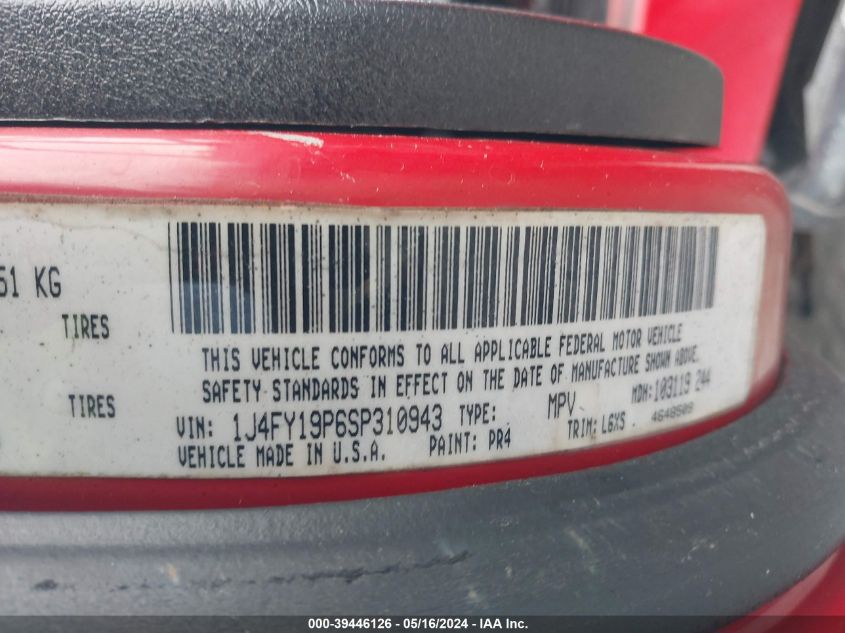 51 KG
TIRES
TIRES
THIS VEHICLE CONFORMS TO ALL APPLICABLE FEDERAL MOTOR VEHICLE
SAFETY STANDARDS IN EFFECT ON THE DATE OF MANUFACTURE SHOWN ABOVE.
MDH: 103119 244
VIN: 1J4FY19P6SP310943 TYPE: MPV
TRIM: L6X5 4648509
VEHICLE MADE IN U.S.A. PAINT: PR4
000-39446126 - 05/16/2024 - IAA Inc.